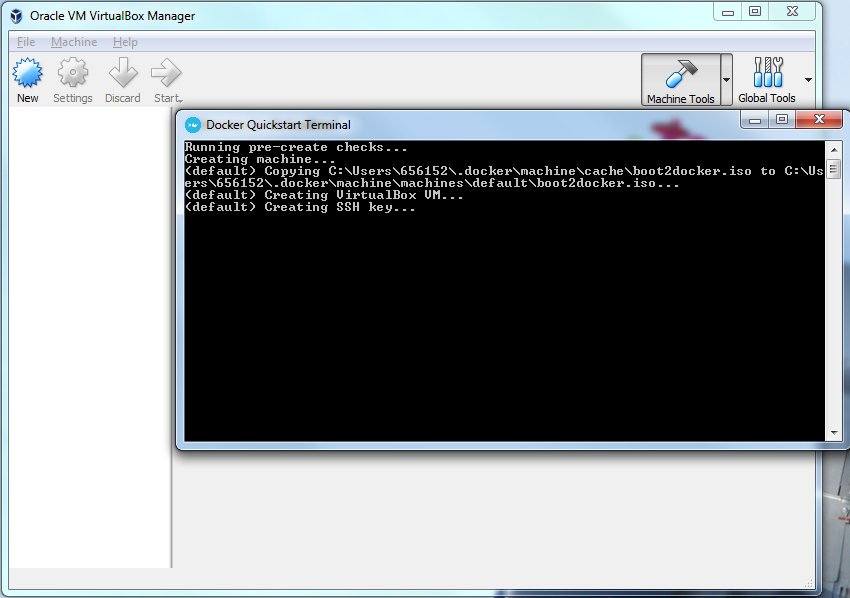 Oracle VM VirtualBox Manager
File Machine Help
New Settings Discard Start
Machine Tools Global Tools
Docker Quickstart Terminal
Running pre-create checks...
Creating machine...
(default) Copying C:\Users\656152\.docker\machine\cache\boot2docker.iso to C:\Us
ers\656152\.docker\machine\machines\default\boot2docker.iso...
(default) Creating VirtualBox VM...
(default) Creating SSH key...